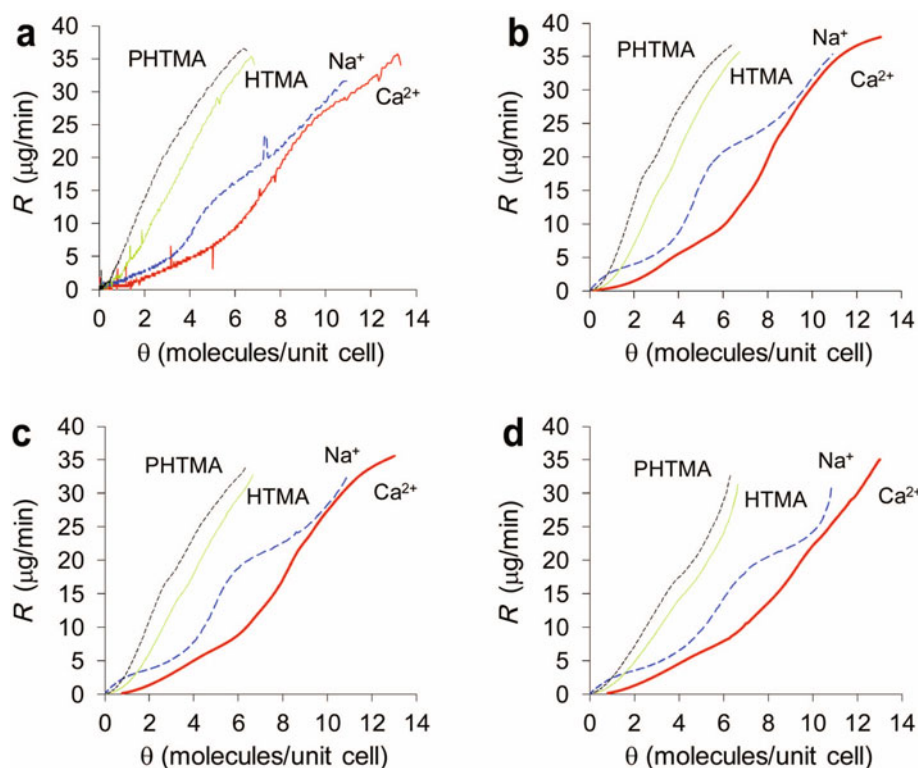 a
40
35
30
25
20
15
10
5
0
R (μg/min)
PHTMA
HTMA
Na⁺
Ca²⁺
0 2 4 6 8 10 12 14
θ (molecules/unit cell)
b
40
35
30
25
20
15
10
5
0
R (μg/min)
PHTMA
HTMA
Na⁺
Ca²⁺
0 2 4 6 8 10 12 14
θ (molecules/unit cell)
c
40
35
30
25
20
15
10
5
0
R (μg/min)
PHTMA
HTMA
Na⁺
Ca²⁺
0 2 4 6 8 10 12 14
θ (molecules/unit cell)
d
40
35
30
25
20
15
10
5
0
R (μg/min)
PHTMA
HTMA
Na⁺
Ca²⁺
0 2 4 6 8 10 12 14
θ (molecules/unit cell)